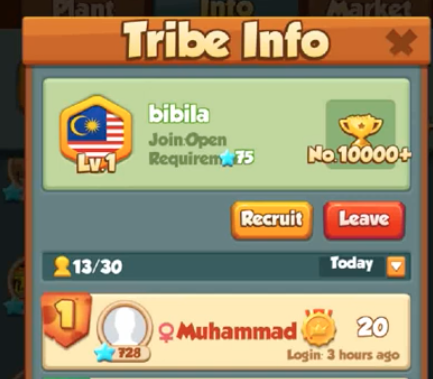 Plant Info Market
Tribe Info
bibila
Join:Open
Requirem 75
Lv.1
No.10000+
Recruit Leave
13/30 Today
1
Muhammad 20
728
Login: 3 hours ago